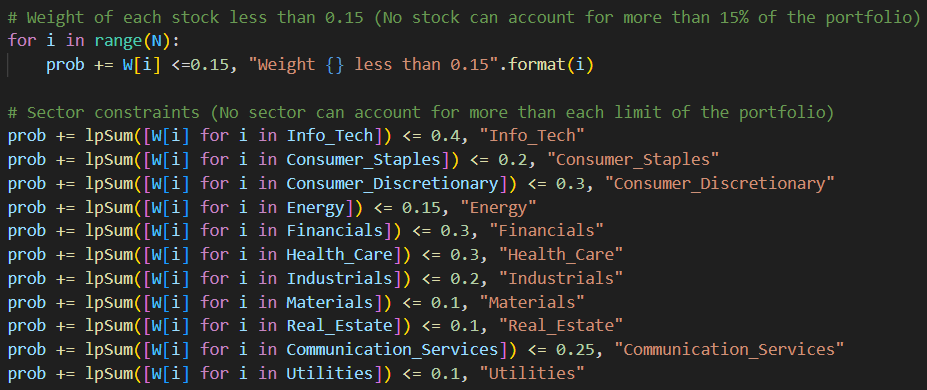 # Weight of each stock less than 0.15 (No stock can account for more than 15% of the portfolio)
for i in range(N):
    prob += W[i] <=0.15, "Weight {} less than 0.15".format(i)

# Sector constraints (No sector can account for more than each limit of the portfolio)
prob += lpSum([W[i] for i in Info_Tech]) <= 0.4, "Info_Tech"
prob += lpSum([W[i] for i in Consumer_Staples]) <= 0.2, "Consumer_Staples"
prob += lpSum([W[i] for i in Consumer_Discretionary]) <= 0.3, "Consumer_Discretionary"
prob += lpSum([W[i] for i in Energy]) <= 0.15, "Energy"
prob += lpSum([W[i] for i in Financials]) <= 0.3, "Financials"
prob += lpSum([W[i] for i in Health_Care]) <= 0.3, "Health_Care"
prob += lpSum([W[i] for i in Industrials]) <= 0.2, "Industrials"
prob += lpSum([W[i] for i in Materials]) <= 0.1, "Materials"
prob += lpSum([W[i] for i in Real_Estate]) <= 0.1, "Real_Estate"
prob += lpSum([W[i] for i in Communication_Services]) <= 0.25, "Communication_Services"
prob += lpSum([W[i] for i in Utilities]) <= 0.1, "Utilities"